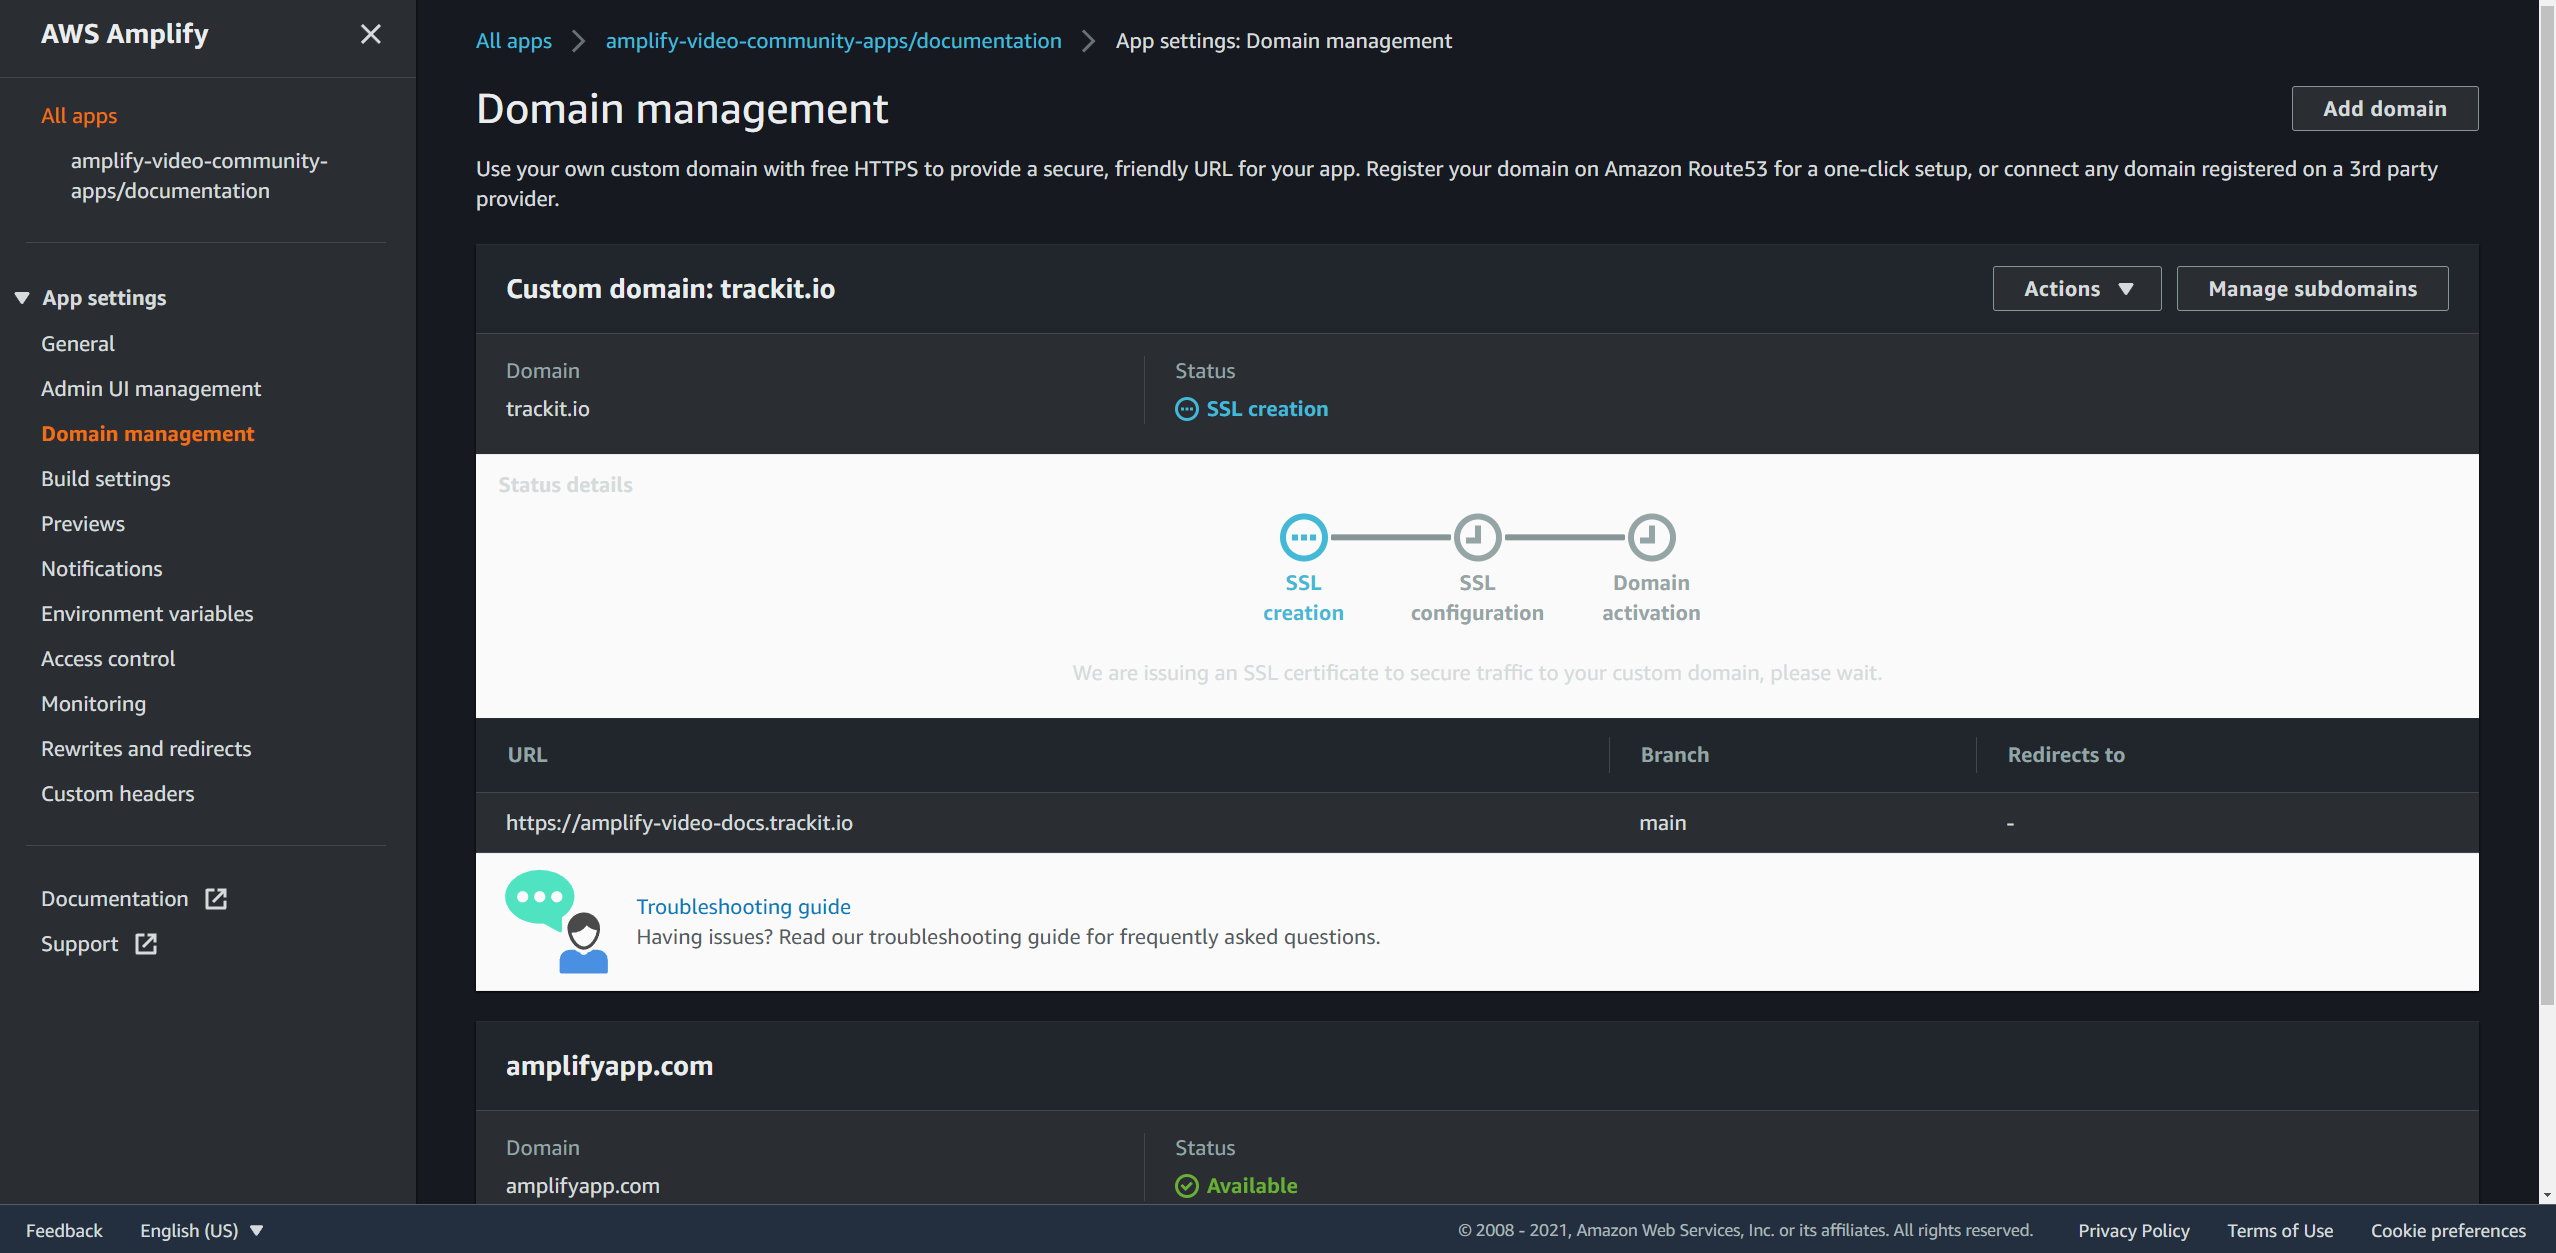 AWS Amplify
All apps
amplify-video-community-
apps/documentation
App settings
General
Admin UI management
Domain management
Build settings
Previews
Notifications
Environment variables
Access control
Monitoring
Rewrites and redirects
Custom headers
Documentation
Support
All apps > amplify-video-community-apps/documentation > App settings: Domain management
Domain management
Add domain
Use your own custom domain with free HTTPS to provide a secure, friendly URL for your app. Register your domain on Amazon Route53 for a one-click setup, or connect any domain registered on a 3rd party
provider.
Custom domain: trackit.io
Actions
Manage subdomains
Domain
trackit.io
Status
SSL creation
Status details
SSL
creation
SSL
configuration
Domain
activation
We are issuing an SSL certificate to secure traffic to your custom domain, please wait.
URL Branch Redirects to
https://amplify-video-docs.trackit.io main -
Troubleshooting guide
Having issues? Read our troubleshooting guide for frequently asked questions.
amplifyapp.com
Domain
amplifyapp.com
Status
Available
Feedback English (US) © 2008 - 2021, Amazon Web Services, Inc. or its affiliates. All rights reserved. Privacy Policy Terms of Use Cookie preferences